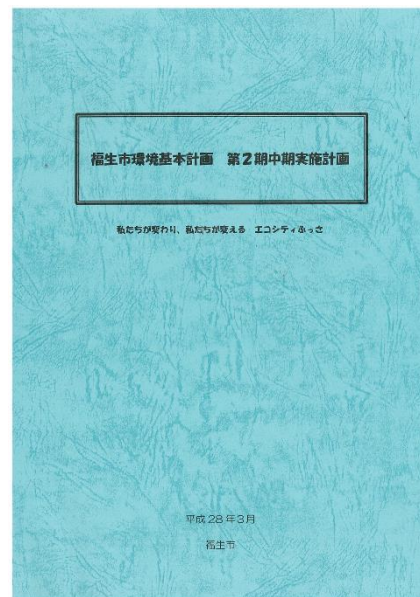 福生市環境基本計画　第２期中期実施計画
私たちが変わり、私たちが変える　エコシティふっさ
平成 28 年 3 月
福生市